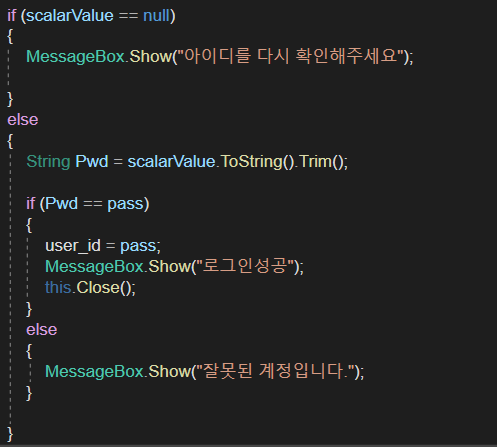 if (scalarValue == null)
{
MessageBox.Show("아이디를 다시 확인해주세요");
}
else
{
String Pwd = scalarValue.ToString().Trim();
if (Pwd == pass)
{
user_id = pass;
MessageBox.Show("로그인성공");
this.Close();
}
else
{
MessageBox.Show("잘못된 계정입니다.");
}
}